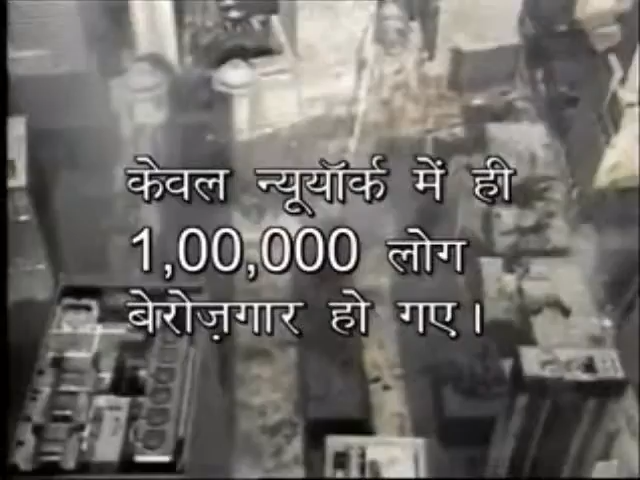 केवल न्यूयॉर्क में ही
1,00,000 लोग
बेरोज़गार हो गए।